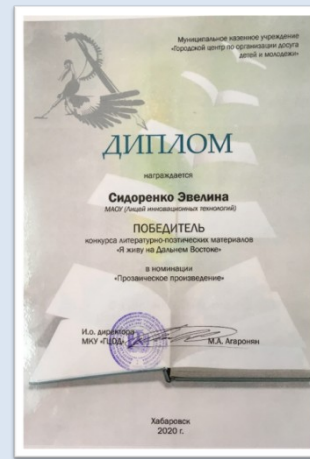 Муниципальное казенное учреждение
«Городской центр по организации досуга
детей и молодежи»
ДИПЛОМ
награждается
Сидоренко Эвелина
МАОУ (Лицей инновационных технологий)
ПОБЕДИТЕЛЬ
конкурса литературно-поэтических материалов
«Я живу на Дальнем Востоке»
в номинации
«Прозаическое произведение»
И.о. директора
МКУ «ГЦОД»
М.А. Агаронян
Хабаровск
2020 г.